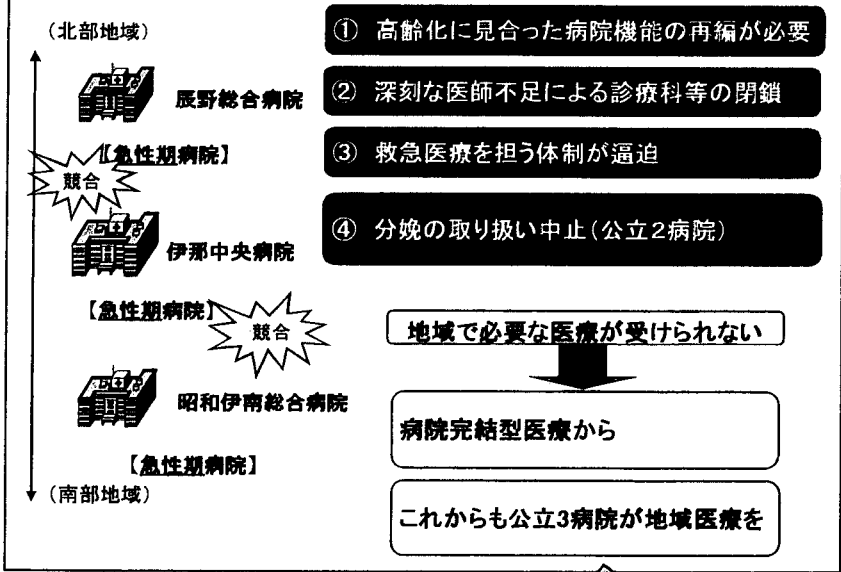 (北部地域)
辰野総合病院
【急性期病院】
競合
伊那中央病院
【急性期病院】
競合
昭和伊南総合病院
【急性期病院】
(南部地域)
① 高齢化に見合った病院機能の再編が必要
② 深刻な医師不足による診療科等の閉鎖
③ 救急医療を担う体制が逼迫
④ 分娩の取り扱い中止(公立2病院)
地域で必要な医療が受けられない
病院完結型医療から
これからも公立3病院が地域医療を